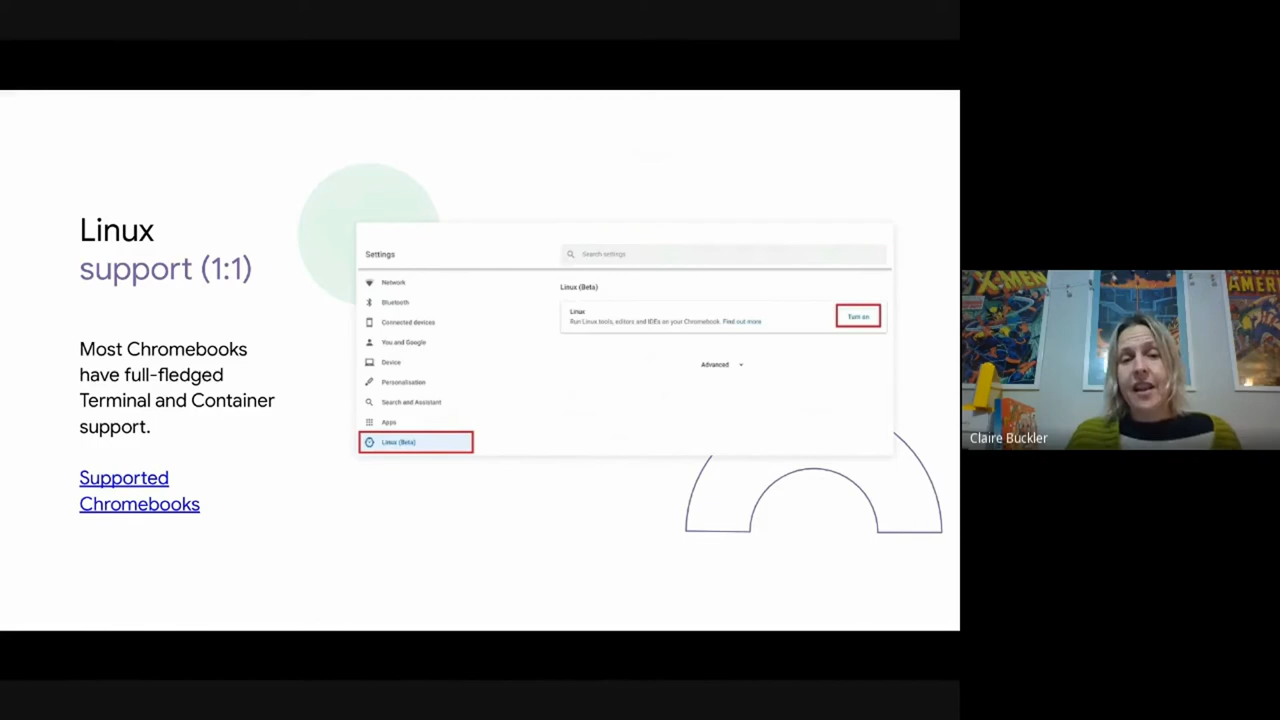 Linux
support (1:1)
Most Chromebooks
have full-fledged
Terminal and Container
support.
Supported
Chromebooks
Settings
Search settings
Network
Bluetooth
Connected devices
You and Google
Device
Personalisation
Search and Assistant
Apps
Linux (Beta)
Linux (Beta)
Linux
Run Linux tools, editors and IDEs on your Chromebook. Find out more
Turn on
Advanced
X-MEN
Claire Buckler